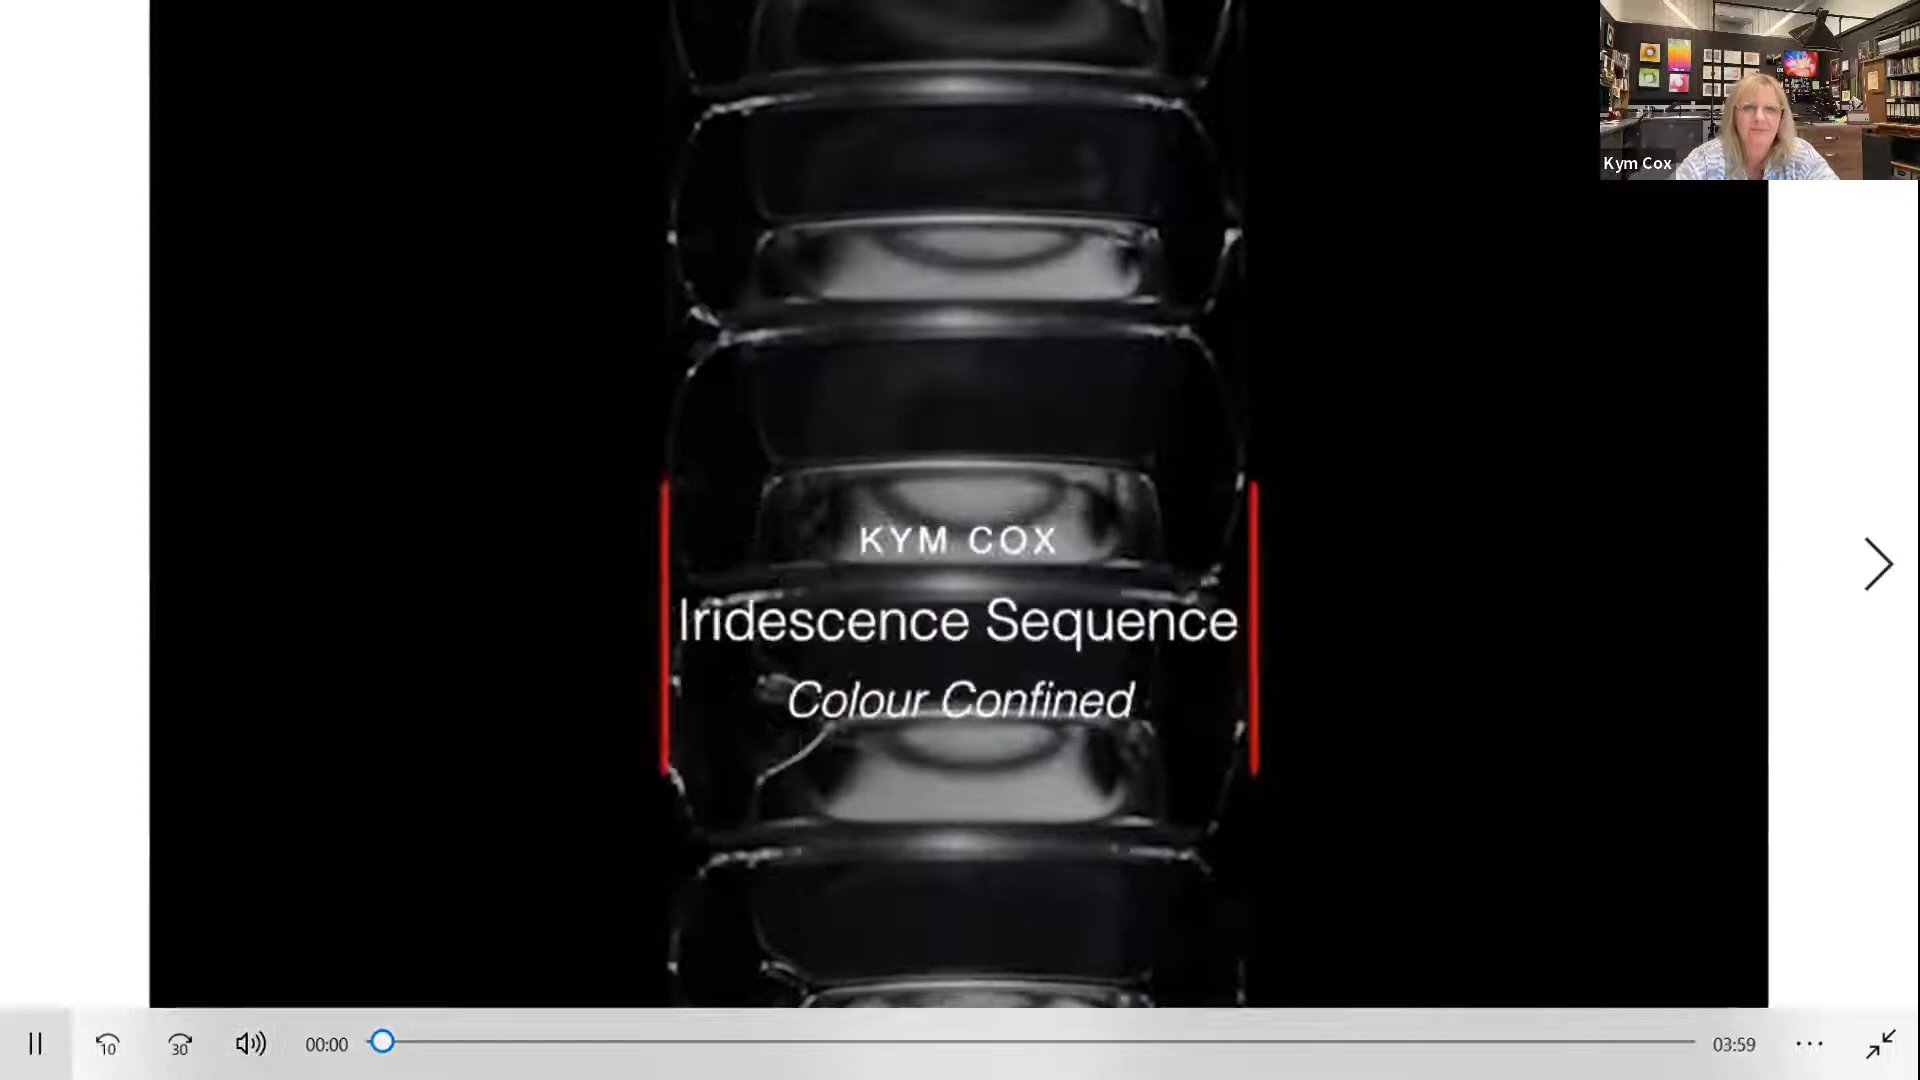 Kym Cox
KYM COX
Iridescence Sequence
Colour Confined
10
30
00:00
03:59